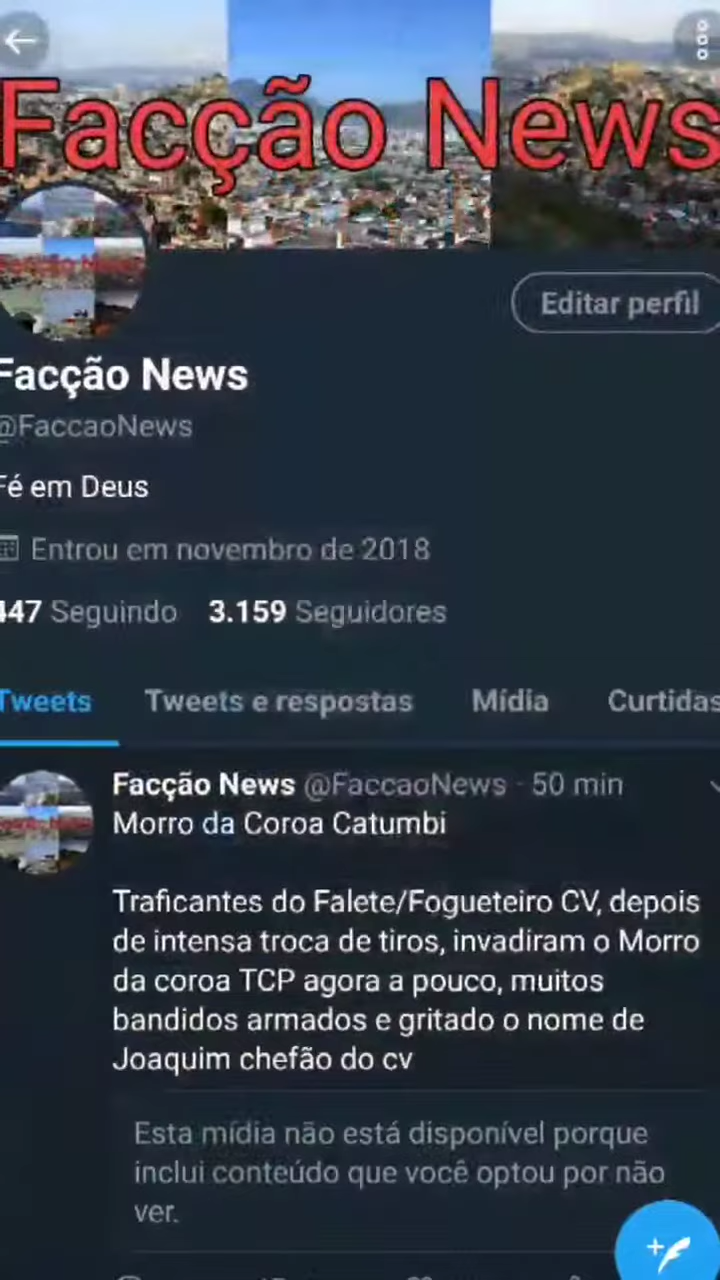 Facção News
Editar perfil
Facção News
@FaccaoNews
Fé em Deus
Entrou em novembro de 2018
447 Seguindo 3.159 Seguidores
Tweets Tweets e respostas Mídia Curtidas
Facção News @FaccaoNews · 50 min
Morro da Coroa Catumbi
Traficantes do Falete/Fogueteiro CV, depois
de intensa troca de tiros, invadiram o Morro
da coroa TCP agora a pouco, muitos
bandidos armados e gritado o nome de
Joaquim chefão do cv
Esta mídia não está disponível porque
inclui conteúdo que você optou por não
ver.